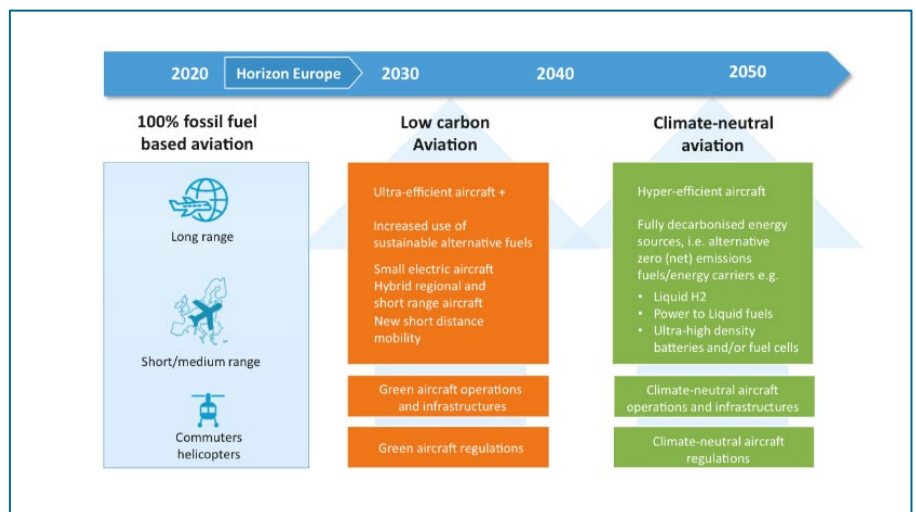 2020
Horizon Europe
2030
2040
2050
100% fossil fuel
based aviation
Long range
Short/medium range
Commuters
helicopters
Low carbon
Aviation
Ultra-efficient aircraft +
Increased use of
sustainable alternative fuels
Small electric aircraft
Hybrid regional and
short range aircraft
New short distance
mobility
Green aircraft operations
and infrastructures
Green aircraft regulations
Climate-neutral
aviation
Hyper-efficient aircraft
Fully decarbonised energy
sources, i.e. alternative
zero (net) emissions
fuels/energy carriers e.g.
• Liquid H2
• Power to Liquid fuels
• Ultra-high density
batteries and/or fuel cells
Climate-neutral aircraft
operations and infrastructures
Climate-neutral aircraft
regulations